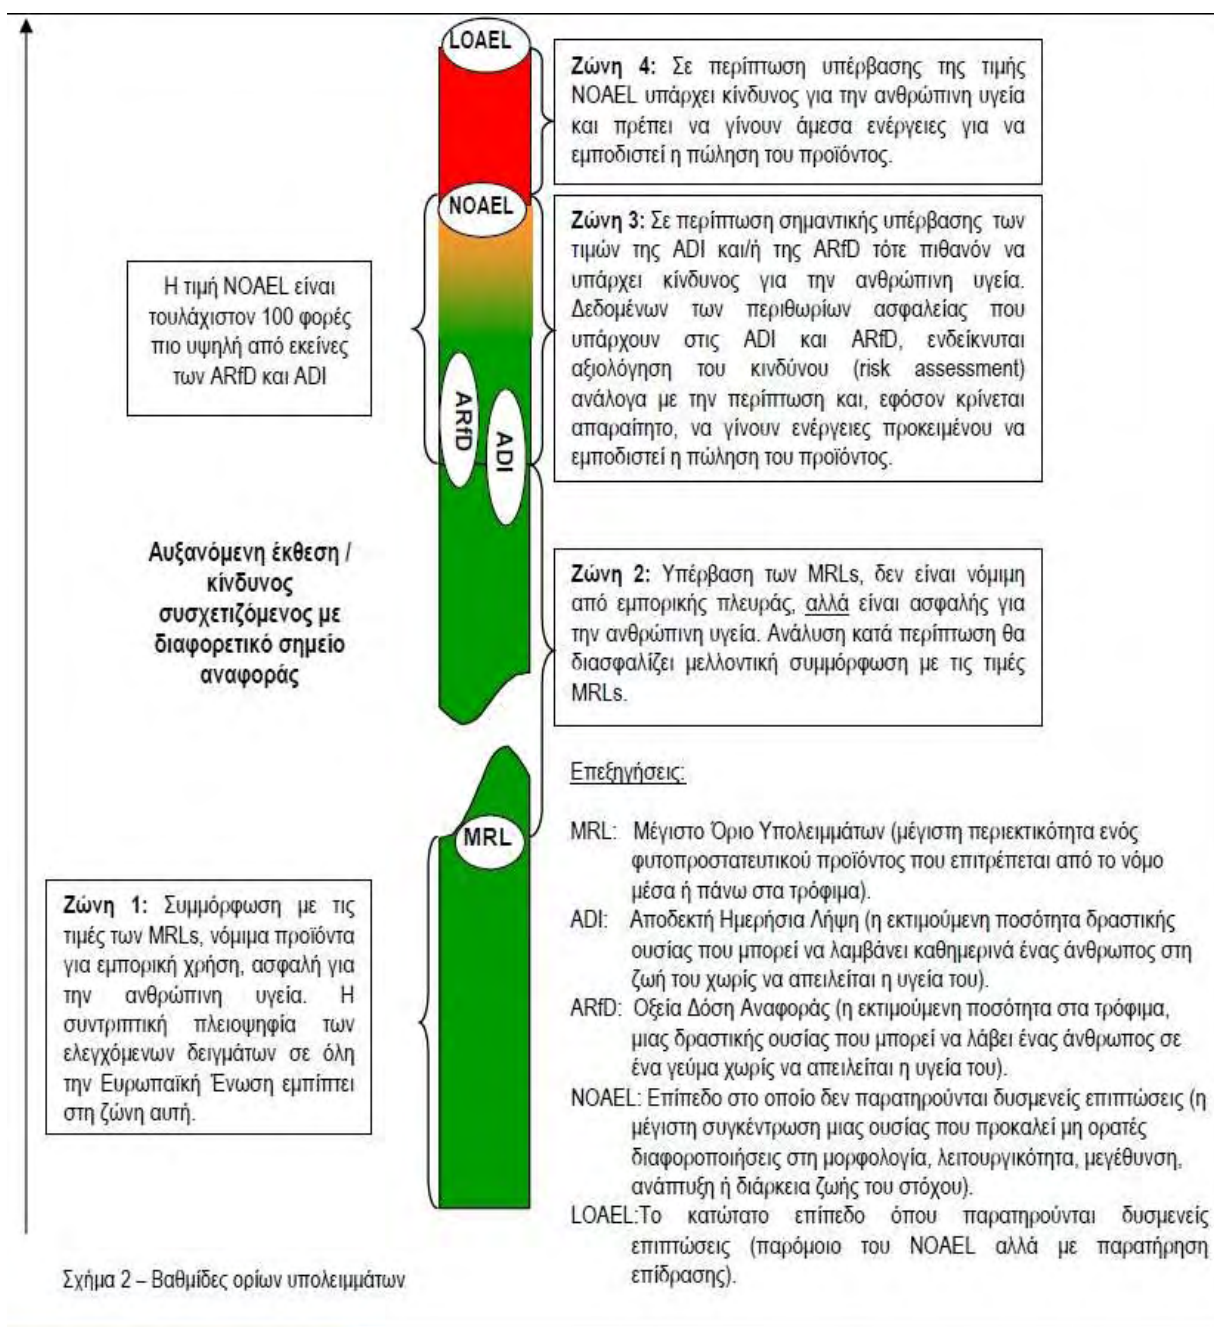 LOAEL
Ζώνη 4: Σε περίπτωση υπέρβασης της τιμής
NOAEL υπάρχει κίνδυνος για την ανθρώπινη υγεία
και πρέπει να γίνουν άμεσα ενέργειες για να
εμποδιστεί η πώληση του προϊόντος.
NOAEL
Ζώνη 3: Σε περίπτωση σημαντικής υπέρβασης των
τιμών της ADI και/ή της ARfD τότε πιθανόν να
υπάρχει κίνδυνος για την ανθρώπινη υγεία.
Δεδομένων των περιθωρίων ασφαλείας που
υπάρχουν στις ADI και ARfD, ενδείκνυται
αξιολόγηση του κινδύνου (risk assessment)
ανάλογα με την περίπτωση και, εφόσον κρίνεται
απαραίτητο, να γίνουν ενέργειες προκειμένου να
εμποδιστεί η πώληση του προϊόντος.
Η τιμή NOAEL είναι
τουλάχιστον 100 φορές
πιο υψηλή από εκείνες
των ARfD και ADI
ARfD
ADI
Αυξανόμενη έκθεση /
κίνδυνος
συσχετιζόμενος με
διαφορετικό σημείο
αναφοράς
Ζώνη 2: Υπέρβαση των MRLs, δεν είναι νόμιμη
από εμπορικής πλευράς, αλλά είναι ασφαλής για
την ανθρώπινη υγεία. Ανάλυση κατά περίπτωση θα
διασφαλίζει μελλοντική συμμόρφωση με τις τιμές
MRLs.
MRL
Ζώνη 1: Συμμόρφωση με τις
τιμές των MRLs, νόμιμα προϊόντα
για εμπορική χρήση, ασφαλή για
την ανθρώπινη υγεία. Η
συντριπτική πλειοψηφία των
ελεγχόμενων δειγμάτων σε όλη
την Ευρωπαϊκή Ένωση εμπίπτει
στη ζώνη αυτή.
Επεξηγήσεις:
MRL: Μέγιστο Όριο Υπολειμμάτων (μέγιστη περιεκτικότητα ενός
φυτοπροστατευτικού προϊόντος που επιτρέπεται από το νόμο
μέσα ή πάνω στα τρόφιμα).
ADI: Αποδεκτή Ημερήσια Λήψη (η εκτιμούμενη ποσότητα δραστικής
ουσίας που μπορεί να λαμβάνει καθημερινά ένας άνθρωπος στη
ζωή του χωρίς να απειλείται η υγεία του).
ARfD: Οξεία Δόση Αναφοράς (η εκτιμούμενη ποσότητα στα τρόφιμα,
μιας δραστικής ουσίας που μπορεί να λάβει ένας άνθρωπος σε
ένα γεύμα χωρίς να απειλείται η υγεία του).
NOAEL: Επίπεδο στο οποίο δεν παρατηρούνται δυσμενείς επιπτώσεις (η
μέγιστη συγκέντρωση μιας ουσίας που προκαλεί μη ορατές
διαφοροποιήσεις στη μορφολογία, λειτουργικότητα, μεγέθυνση,
ανάπτυξη ή διάρκεια ζωής του στόχου).
LOAEL:Το κατώτατο επίπεδο όπου παρατηρούνται δυσμενείς
επιπτώσεις (παρόμοιο του NOAEL αλλά με παρατήρηση
επίδρασης).
Σχήμα 2 – Βαθμίδες ορίων υπολειμμάτων